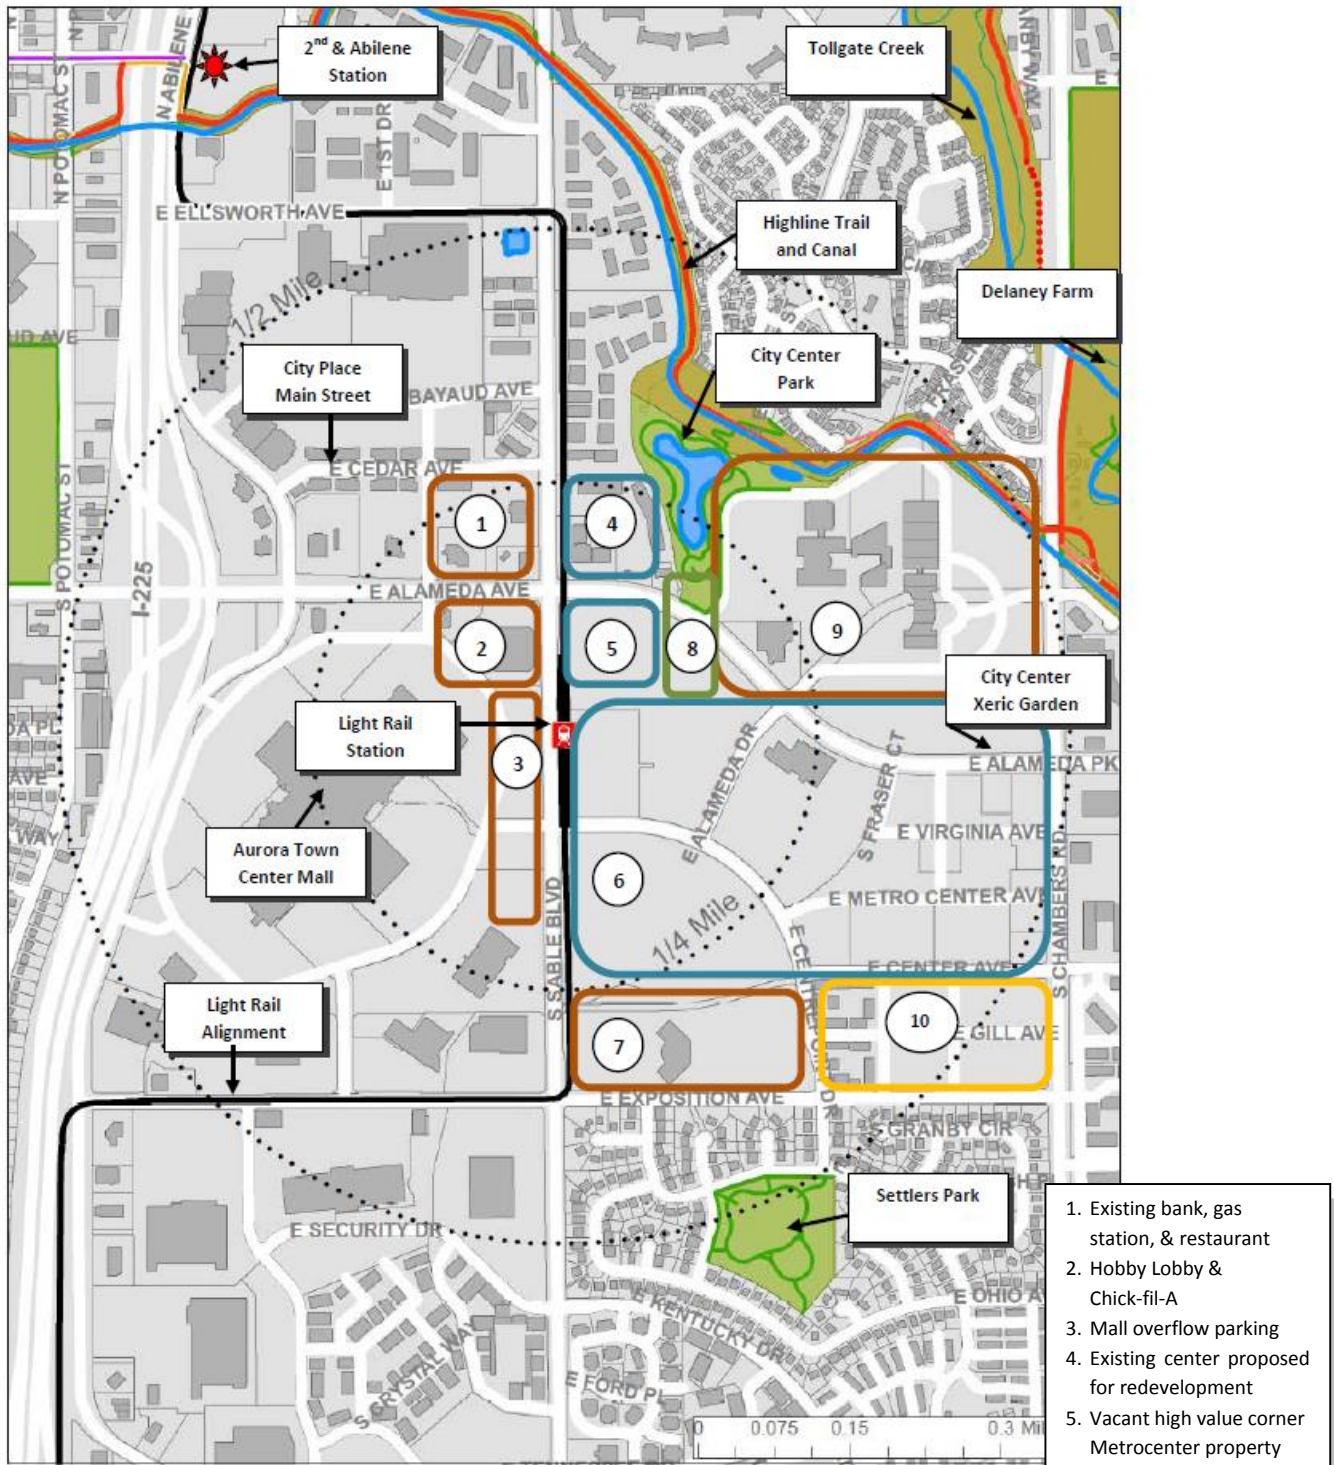 2nd & Abilene
Station
Tollgate Creek
N ABILENE
N POTOMAC ST
E 1ST DR
E ELLSWORTH AVE
Highline Trail
and Canal
Delaney Farm
1/2 Mile
City Place
Main Street
City Center
Park
BAYAUD AVE
E CEDAR AVE
S POTOMAC ST
I-225
1
4
E ALAMEDA AVE
2
5
8
9
City Center
Xeric Garden
Light Rail
Station
3
E ALAMEDA DR
S FRASER CT
E ALAMEDA PK
AVE
WAY
E VIRGINIA AVE
Aurora Town
Center Mall
6
E METRO CENTER AV
1/4 Mile
S SABLE BLVD
S CHAMBERS RD
E CENTER AVE
Light Rail
Alignment
7
10
E GILL AVE
E EXPOSITION AVE
S GRANBY CIR
Settlers Park
E SECURITY DR
E KENTUCKY DR
E OHIO A
S CRYSTAL WAY
E FORD PL
0 0.075 0.15 0.3 Mil
1. Existing bank, gas
station, & restaurant
2. Hobby Lobby &
Chick-fil-A
3. Mall overflow parking
4. Existing center proposed
for redevelopment
5. Vacant high value corner
Metrocenter property